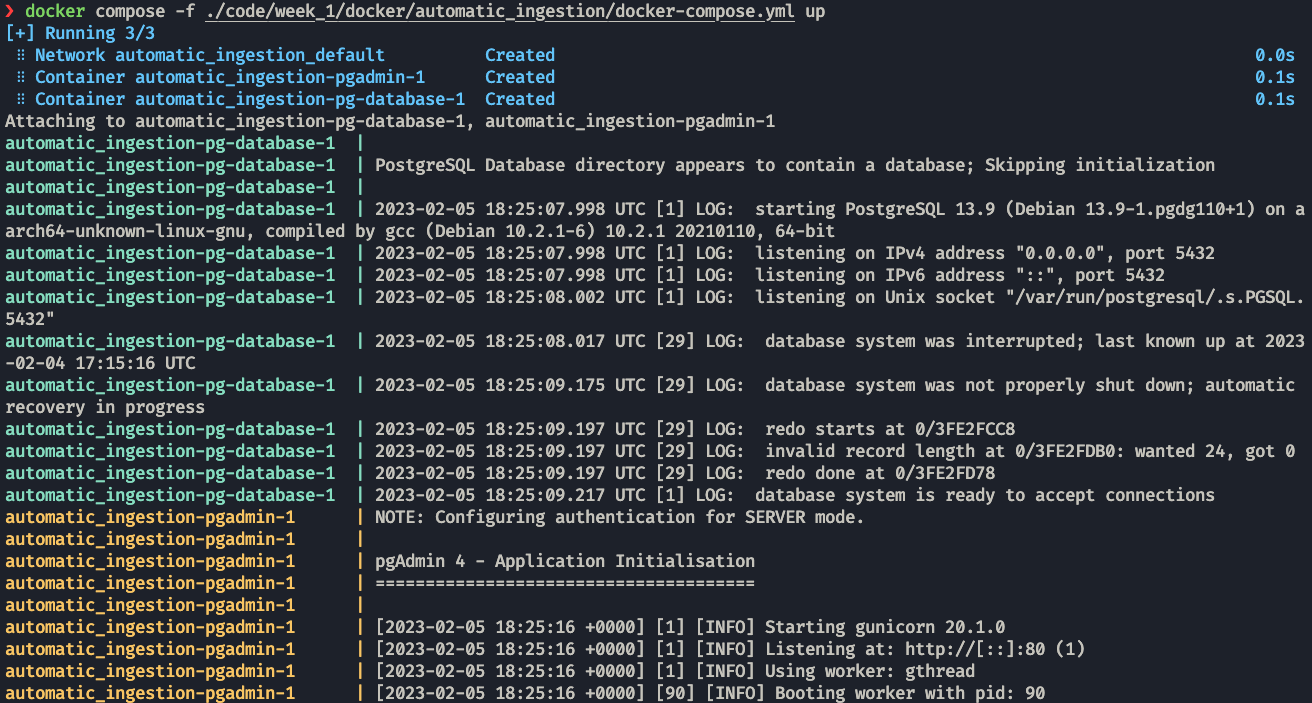 ❯ docker compose -f ./code/week_1/docker/automatic_ingestion/docker-compose.yml up
[+] Running 3/3
 ⠿ Network automatic_ingestion_default          Created          0.0s
 ⠿ Container automatic_ingestion-pgadmin-1      Created          0.1s
 ⠿ Container automatic_ingestion-pg-database-1  Created          0.1s
Attaching to automatic_ingestion-pg-database-1, automatic_ingestion-pgadmin-1
automatic_ingestion-pg-database-1  |
automatic_ingestion-pg-database-1  | PostgreSQL Database directory appears to contain a database; Skipping initialization
automatic_ingestion-pg-database-1  |
automatic_ingestion-pg-database-1  | 2023-02-05 18:25:07.998 UTC [1] LOG:  starting PostgreSQL 13.9 (Debian 13.9-1.pgdg110+1) on a
arch64-unknown-linux-gnu, compiled by gcc (Debian 10.2.1-6) 10.2.1 20210110, 64-bit
automatic_ingestion-pg-database-1  | 2023-02-05 18:25:07.998 UTC [1] LOG:  listening on IPv4 address "0.0.0.0", port 5432
automatic_ingestion-pg-database-1  | 2023-02-05 18:25:07.998 UTC [1] LOG:  listening on IPv6 address "::", port 5432
automatic_ingestion-pg-database-1  | 2023-02-05 18:25:08.002 UTC [1] LOG:  listening on Unix socket "/var/run/postgresql/.s.PGSQL.
5432"
automatic_ingestion-pg-database-1  | 2023-02-05 18:25:08.017 UTC [29] LOG:  database system was interrupted; last known up at 2023
-02-04 17:15:16 UTC
automatic_ingestion-pg-database-1  | 2023-02-05 18:25:09.175 UTC [29] LOG:  database system was not properly shut down; automatic
recovery in progress
automatic_ingestion-pg-database-1  | 2023-02-05 18:25:09.197 UTC [29] LOG:  redo starts at 0/3FE2FCC8
automatic_ingestion-pg-database-1  | 2023-02-05 18:25:09.197 UTC [29] LOG:  invalid record length at 0/3FE2FDB0: wanted 24, got 0
automatic_ingestion-pg-database-1  | 2023-02-05 18:25:09.197 UTC [29] LOG:  redo done at 0/3FE2FD78
automatic_ingestion-pg-database-1  | 2023-02-05 18:25:09.217 UTC [1] LOG:  database system is ready to accept connections
automatic_ingestion-pgadmin-1      | NOTE: Configuring authentication for SERVER mode.
automatic_ingestion-pgadmin-1      |
automatic_ingestion-pgadmin-1      | pgAdmin 4 - Application Initialisation
automatic_ingestion-pgadmin-1      | ======================================
automatic_ingestion-pgadmin-1      |
automatic_ingestion-pgadmin-1      | [2023-02-05 18:25:16 +0000] [1] [INFO] Starting gunicorn 20.1.0
automatic_ingestion-pgadmin-1      | [2023-02-05 18:25:16 +0000] [1] [INFO] Listening at: http://[::]:80 (1)
automatic_ingestion-pgadmin-1      | [2023-02-05 18:25:16 +0000] [1] [INFO] Using worker: gthread
automatic_ingestion-pgadmin-1      | [2023-02-05 18:25:16 +0000] [90] [INFO] Booting worker with pid: 90